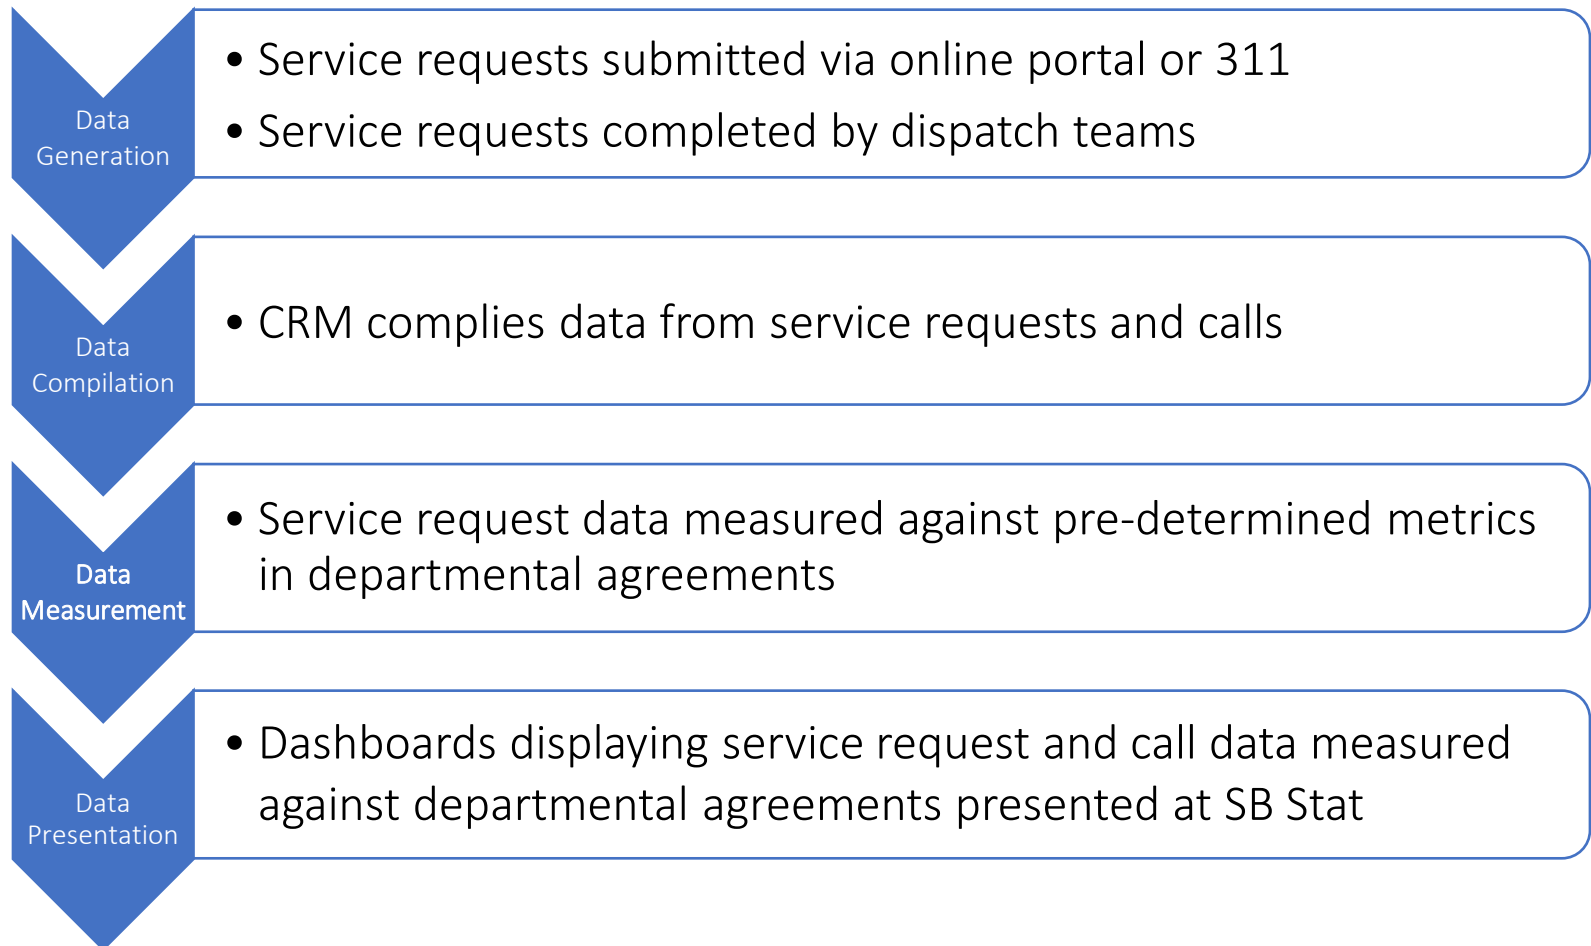 Data
Generation
• Service requests submitted via online portal or 311
• Service requests completed by dispatch teams
Data
Compilation
• CRM complies data from service requests and calls
Data
Measurement
• Service request data measured against pre-determined metrics
in departmental agreements
Data
Presentation
• Dashboards displaying service request and call data measured
against departmental agreements presented at SB Stat